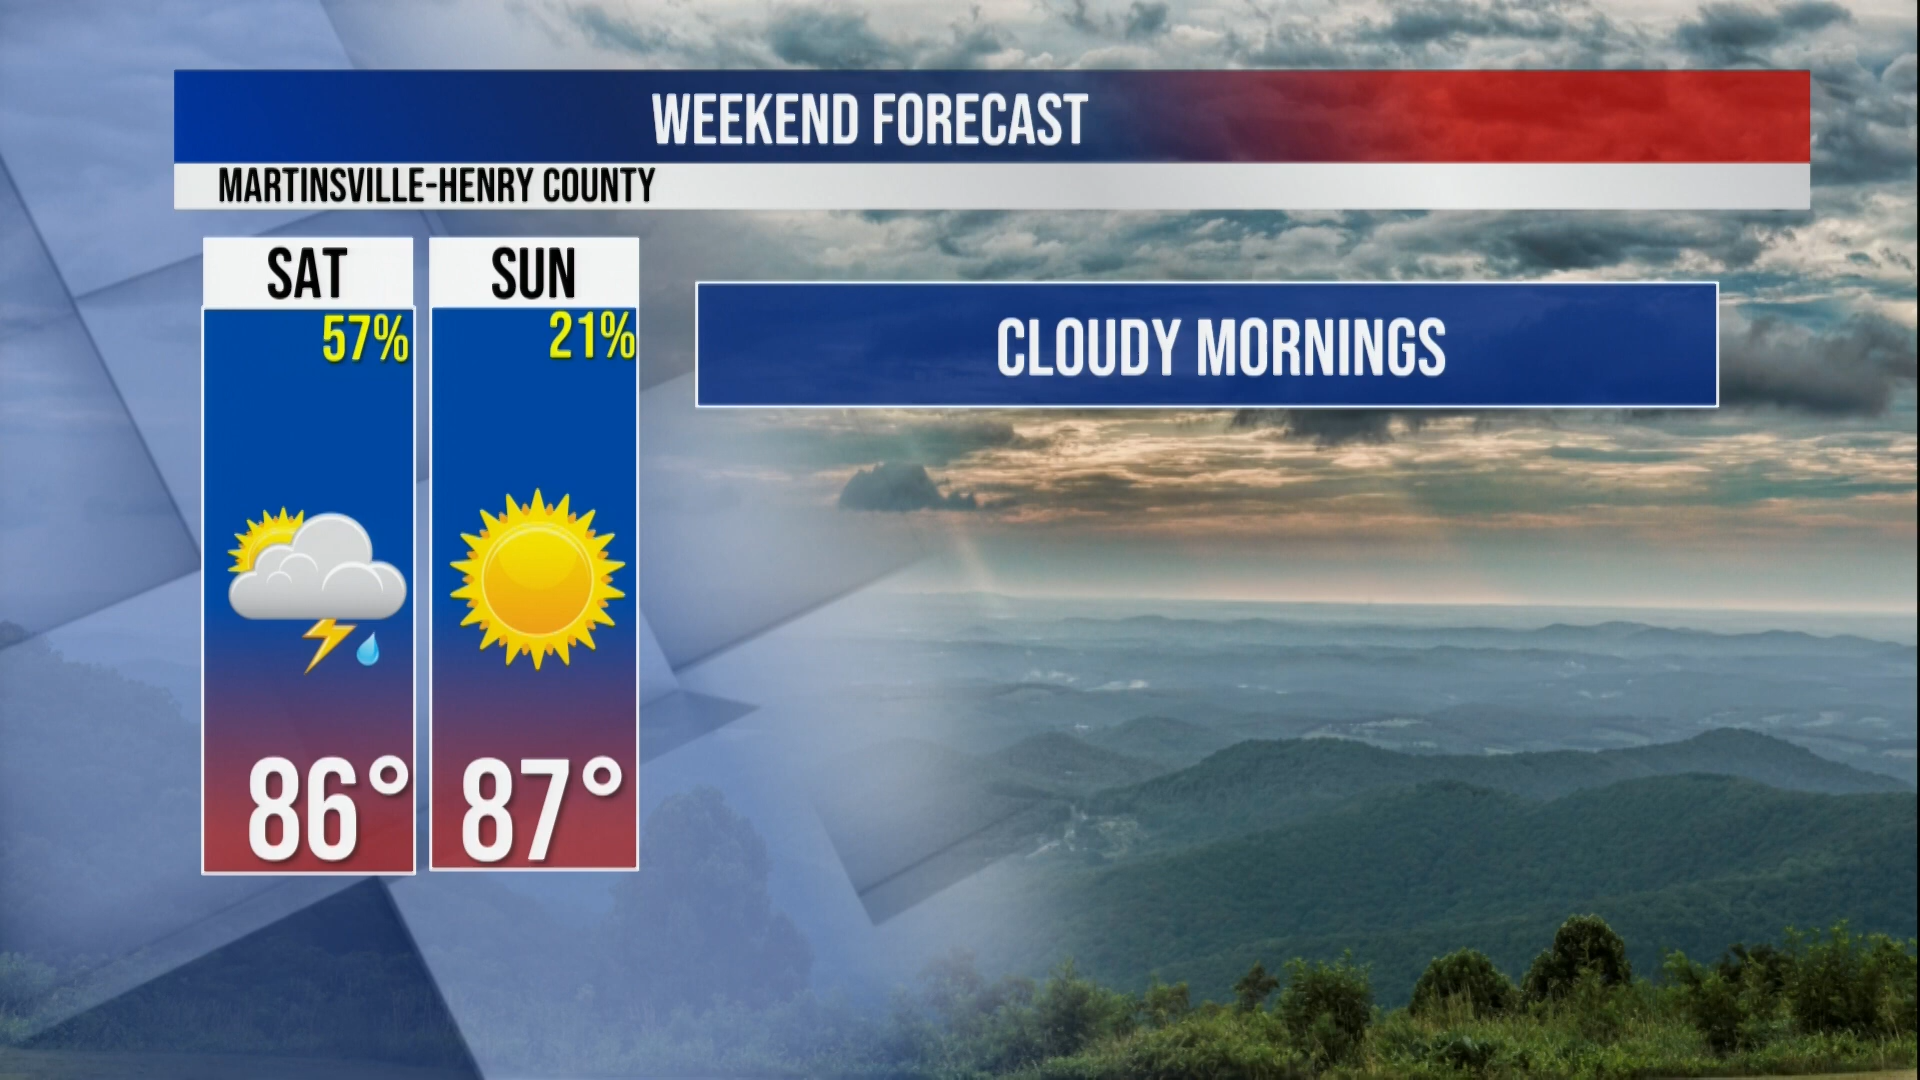 WEEKEND FORECAST
MARTINSVILLE-HENRY COUNTY
SAT
57%
86°
SUN
21%
87°
CLOUDY MORNINGS